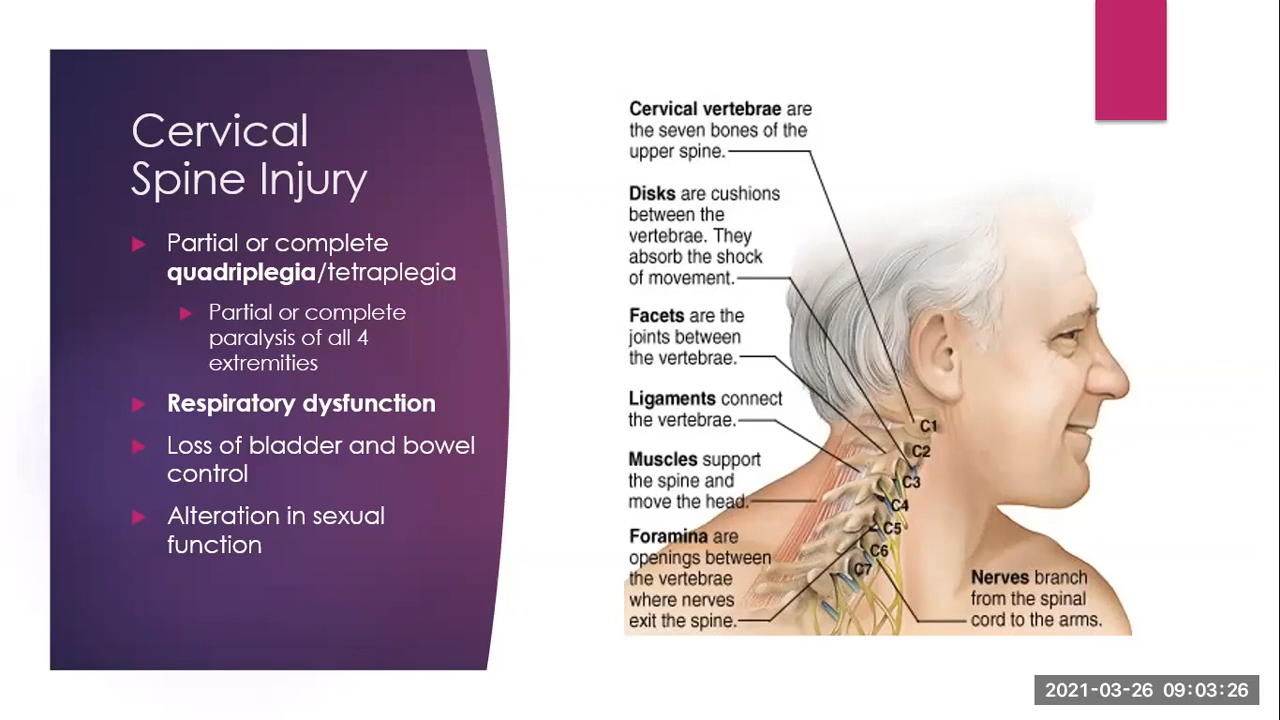 Cervical
Spine Injury
Partial or complete
quadriplegia/tetraplegia
Partial or complete
paralysis of all 4
extremities
Respiratory dysfunction
Loss of bladder and bowel
control
Alteration in sexual
function
Cervical vertebrae are
the seven bones of the
upper spine.
Disks are cushions
between the
vertebrae. They
absorb the shock
of movement.
Facets are the
joints between
the vertebrae.
Ligaments connect
the vertebrae.
Muscles support
the spine and
move the head.
Foramina are
openings between
the vertebrae
where nerves
exit the spine.
C1
C2
C3
C4
C5
C6
C7
Nerves branch
from the spinal
cord to the arms.
2021-03-26 09:03:26